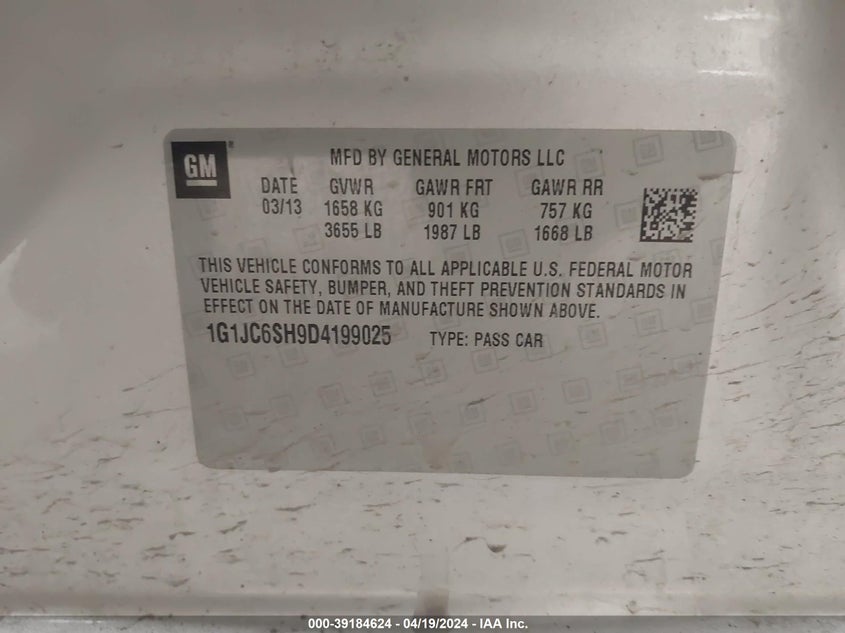 GM
MFD BY GENERAL MOTORS LLC
DATE GVWR GAWR FRT GAWR RR
03/13 1658 KG 901 KG 757 KG
3655 LB 1987 LB 1668 LB
THIS VEHICLE CONFORMS TO ALL APPLICABLE U.S. FEDERAL MOTOR
VEHICLE SAFETY, BUMPER, AND THEFT PREVENTION STANDARDS IN
EFFECT ON THE DATE OF MANUFACTURE SHOWN ABOVE.
1G1JC6SH9D4199025 TYPE: PASS CAR
000-39184624 - 04/19/2024 - IAA Inc.